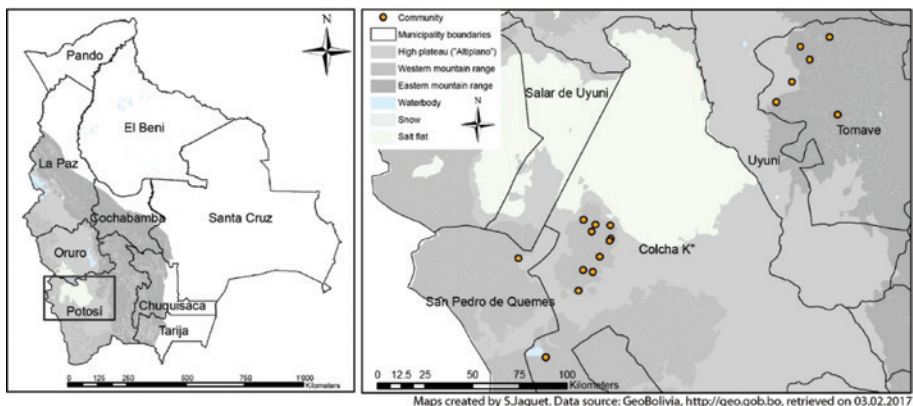 N
Pando
El Beni
La Paz
Cochabamba
Santa Cruz
Oruro
Potosí
Chuquisaca
Tarija
0 125 250 500 750 1'000
Kilometers
Community
Municipality boundaries
High plateau ("Altiplano")
Western mountain range
Eastern mountain range
Waterbody
Snow
Salt flat
N
Salar de Uyuni
Tomave
Uyuni
Colcha K"
San Pedro de Quemes
0 12.5 25 50 75 100
Kilometers
Maps created by S.Jaquet. Data source: GeoBolivia, http://geo.gob.bo, retrieved on 03.02.2017